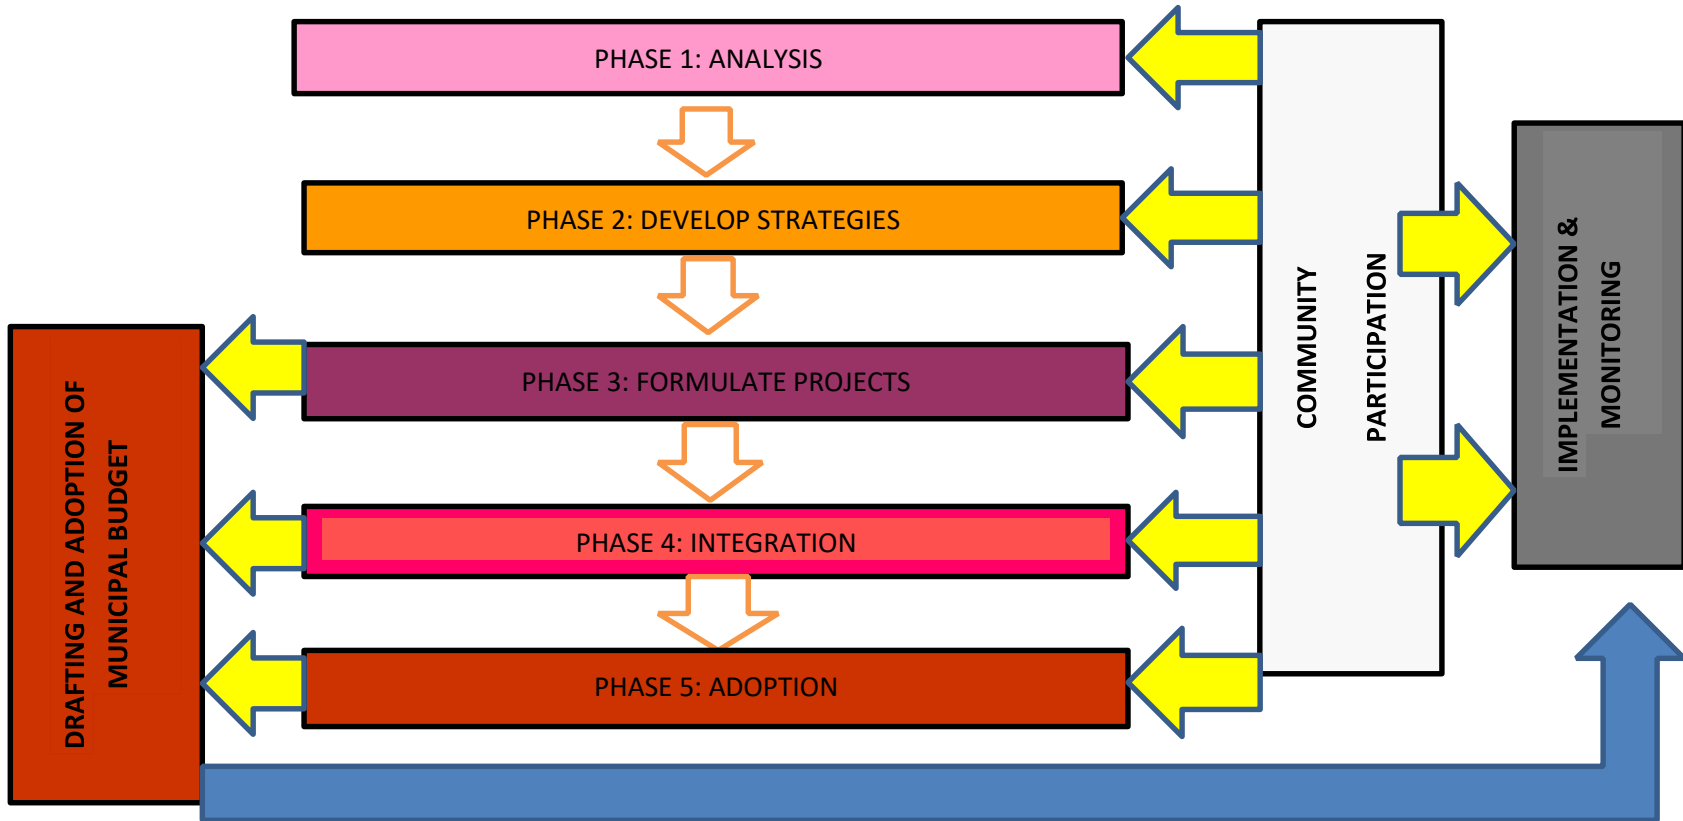 PHASE 1: ANALYSIS
PHASE 2: DEVELOP STRATEGIES
PHASE 3: FORMULATE PROJECTS
PHASE 4: INTEGRATION
PHASE 5: ADOPTION
DRAFTING AND ADOPTION OF
MUNICIPAL BUDGET
COMMUNITY
PARTICIPATION
IMPLEMENTATION &
MONITORING